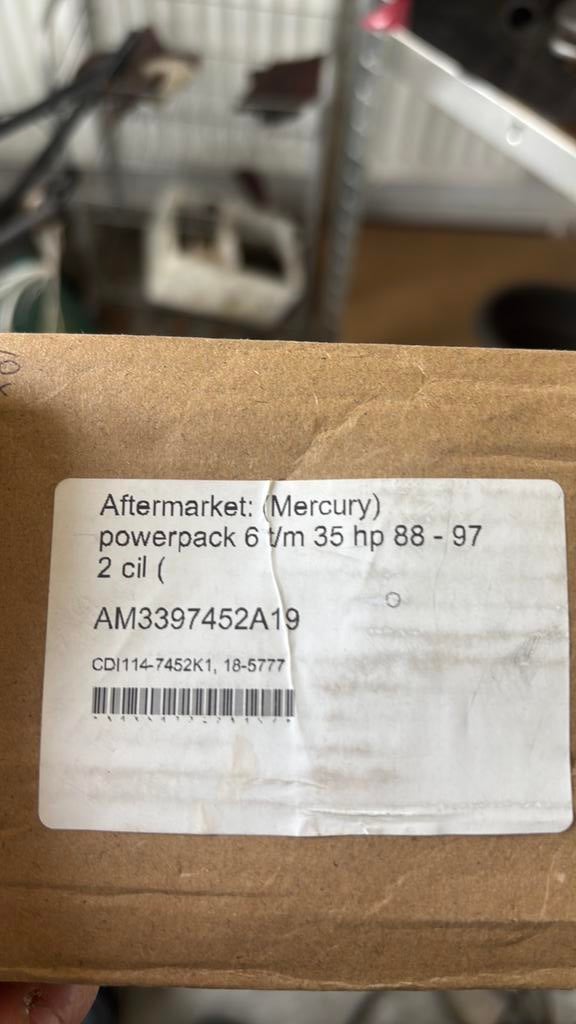 Aftermarket: (Mercury)
powerpack 6 t/m 35 hp 88 - 97
2 cil (
AM3397452A19
CDI114-7452K1, 18-5777